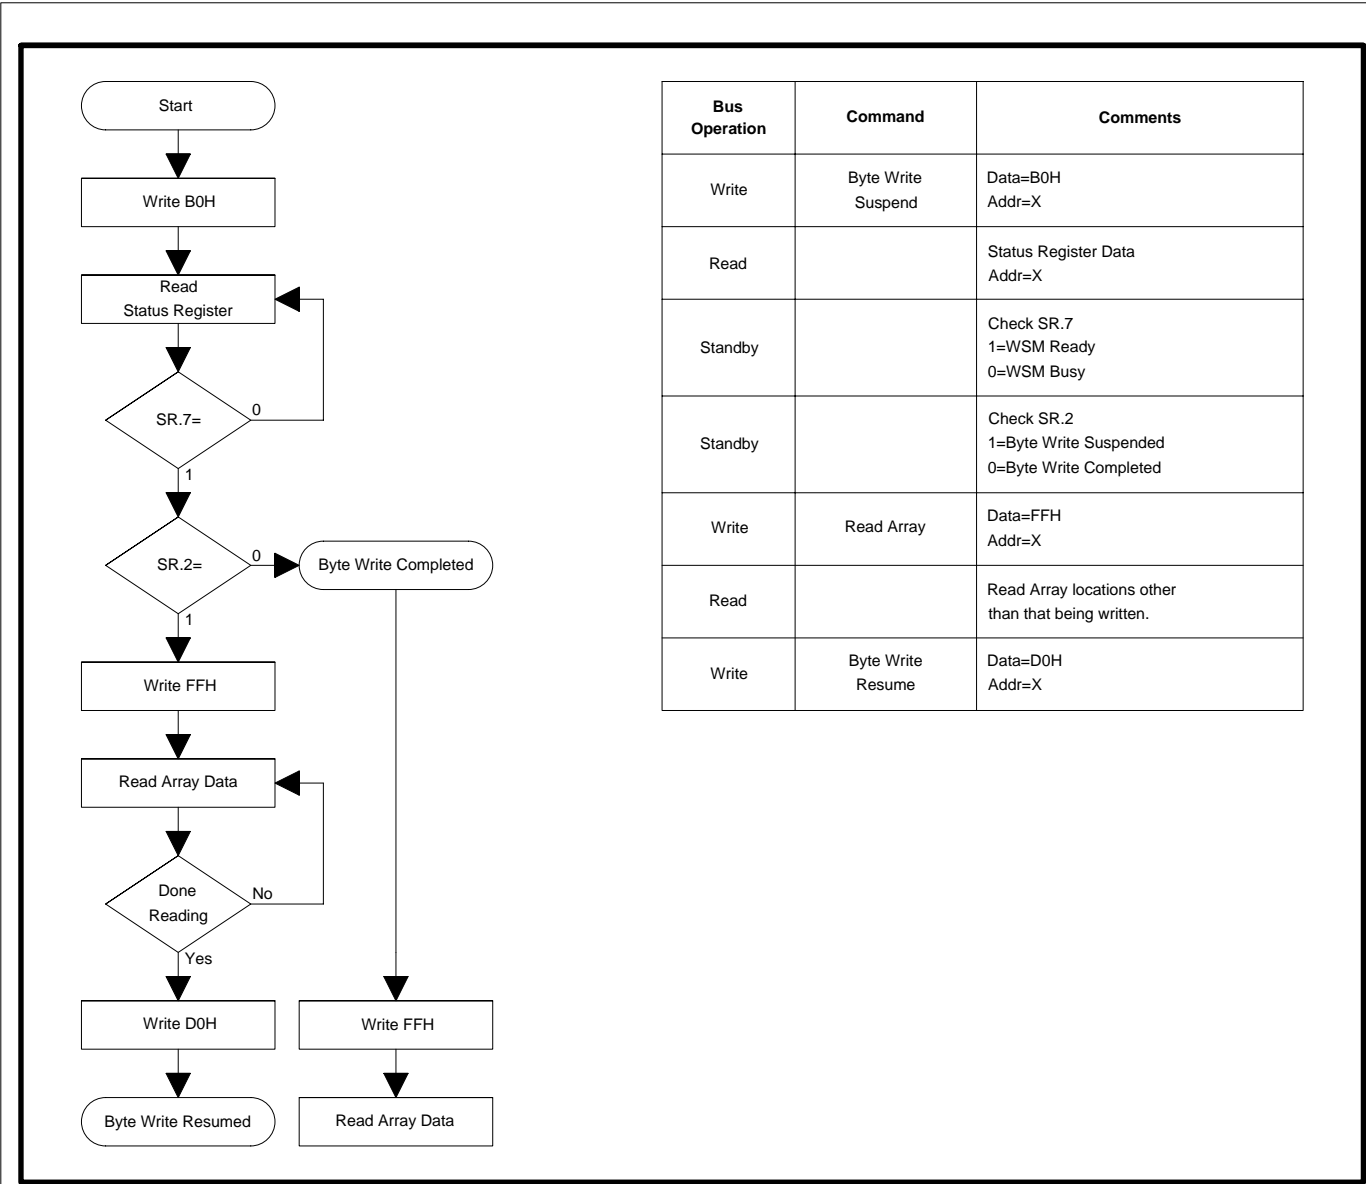 Start
Write B0H
Read
Status Register
SR.7=
0
1
SR.2=
0
Byte Write Completed
1
Write FFH
Read Array Data
Done
Reading
No
Yes
Write D0H
Write FFH
Byte Write Resumed
Read Array Data
Bus
Operation
Command
Comments
Write
Byte Write
Suspend
Data=B0H
Addr=X
Read
Status Register Data
Addr=X
Standby
Check SR.7
1=WSM Ready
0=WSM Busy
Standby
Check SR.2
1=Byte Write Suspended
0=Byte Write Completed
Write
Read Array
Data=FFH
Addr=X
Read
Read Array locations other
than that being written.
Write
Byte Write
Resume
Data=D0H
Addr=X